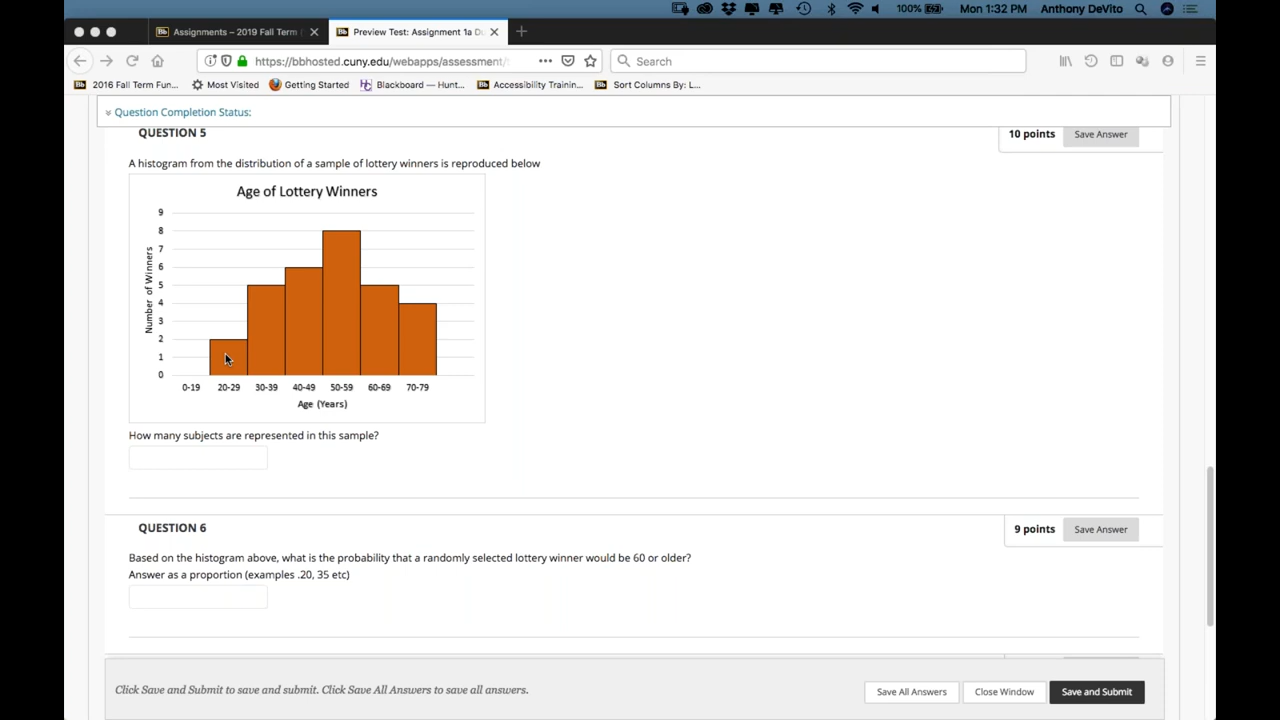 100% Mon 1:32 PM Anthony DeVito
Bb Assignments – 2019 Fall Term (
Bb Preview Test: Assignment 1a Do
https://bbhosted.cuny.edu/webapps/assessment/
Search
Bb 2016 Fall Term Fun...
Most Visited
Getting Started
Blackboard — Hunt...
Bb Accessibility Trainin...
Bb Sort Columns By: L...
Question Completion Status:
QUESTION 5
10 points Save Answer
A histogram from the distribution of a sample of lottery winners is reproduced below
Age of Lottery Winners
Number of Winners
9
8
7
6
5
4
3
2
1
0
0-19 20-29 30-39 40-49 50-59 60-69 70-79
Age (Years)
How many subjects are represented in this sample?
QUESTION 6
9 points Save Answer
Based on the histogram above, what is the probability that a randomly selected lottery winner would be 60 or older?
Answer as a proportion (examples .20, 35 etc)
Click Save and Submit to save and submit. Click Save All Answers to save all answers.
Save All Answers Close Window Save and Submit